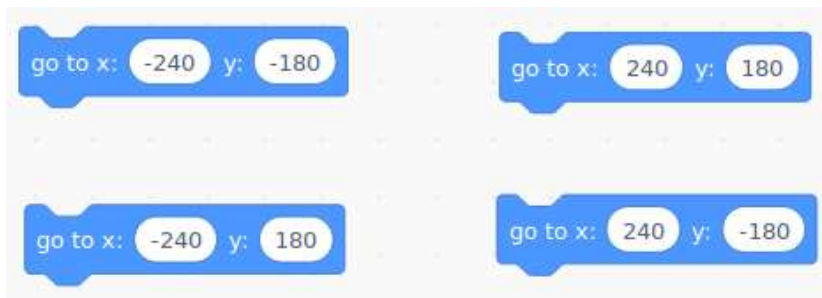 go to x: -240 y: -180
go to x: 240 y: 180
go to x: -240 y: 180
go to x: 240 y: -180